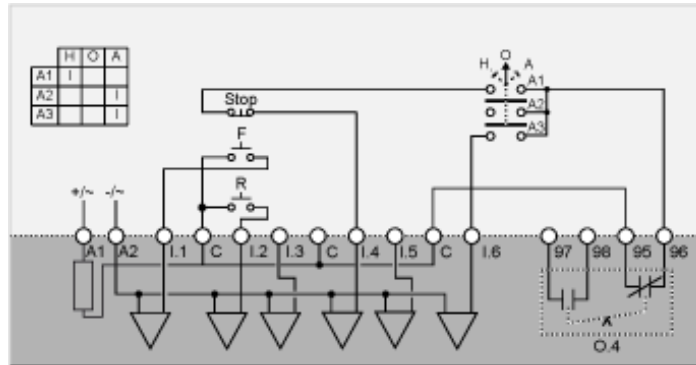 H O A
A1 I
A2 I
A3 I
O
H A
A1
A2
A3
Stop
F
R
+/~ -/~
A1 A2 I.1 C I.2 I.3 C I.4 I.5 C I.6 97 98 95 96
O.4